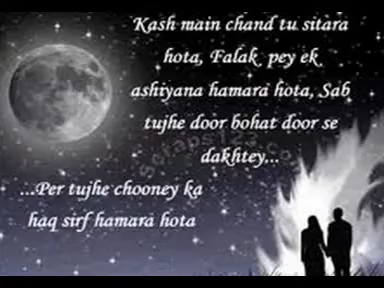 Kash main chand tu sitara
hota, Falak pey ek
ashiyana hamara hota, Sab
tujhe door bohat door se
dakhtey...
...Per tujhe chooney ka
haq sirf hamara hota